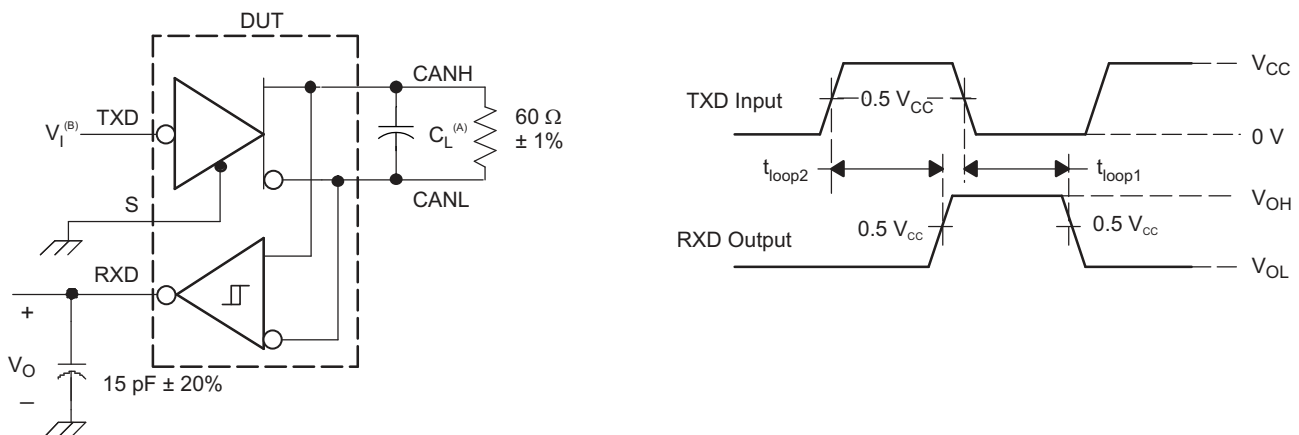 DUT
CANH
TXD
V_I^(B)
C_L^(A)
60 Ω
± 1%
CANL
S
RXD
+
V_O
−
15 pF ± 20%
V_CC
TXD Input
0.5 V_CC
0 V
t_loop2
t_loop1
V_OH
RXD Output
0.5 V_CC
0.5 V_CC
V_OL